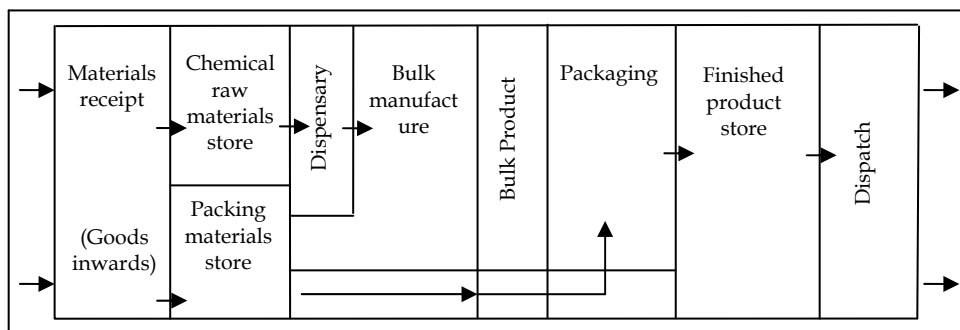 Materials
receipt
(Goods
inwards)
Chemical
raw
materials
store
Packing
materials
store
Dispensary
Bulk
manufact
ure
Bulk Product
Packaging
Finished
product
store
Dispatch